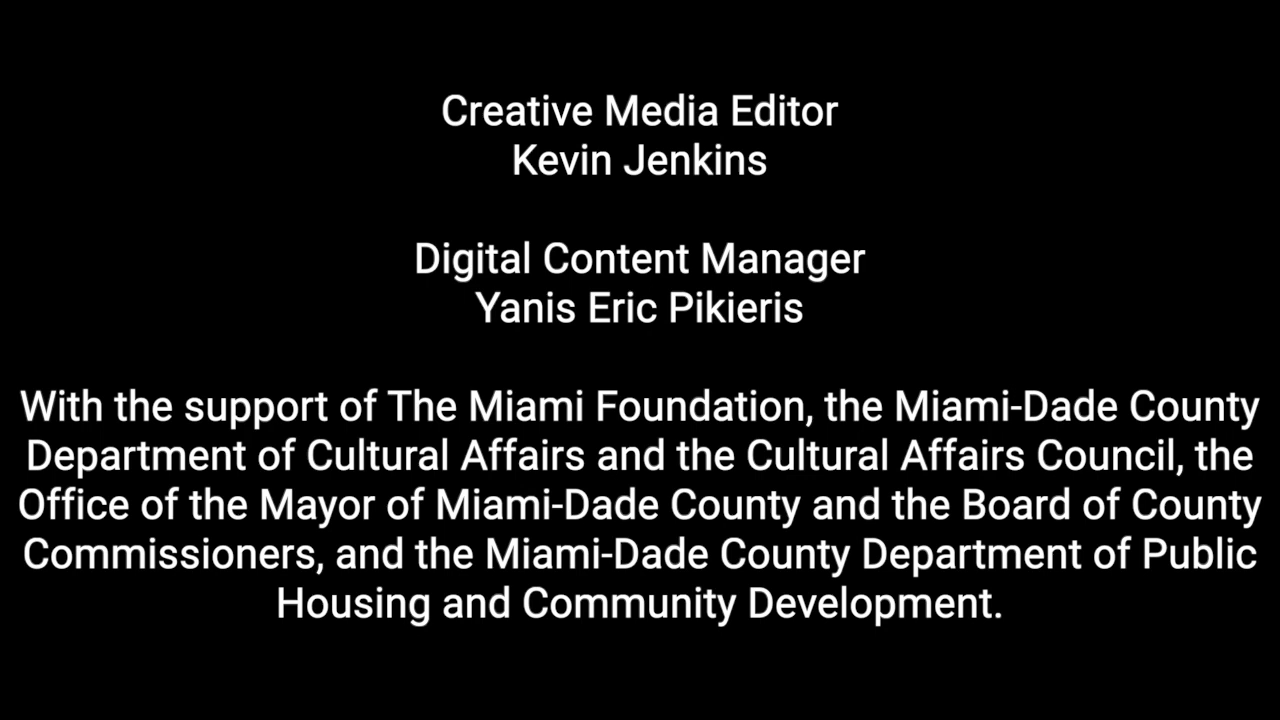 Creative Media Editor
Kevin Jenkins
Digital Content Manager
Yanis Eric Pikieris
With the support of The Miami Foundation, the Miami-Dade County
Department of Cultural Affairs and the Cultural Affairs Council, the
Office of the Mayor of Miami-Dade County and the Board of County
Commissioners, and the Miami-Dade County Department of Public
Housing and Community Development.